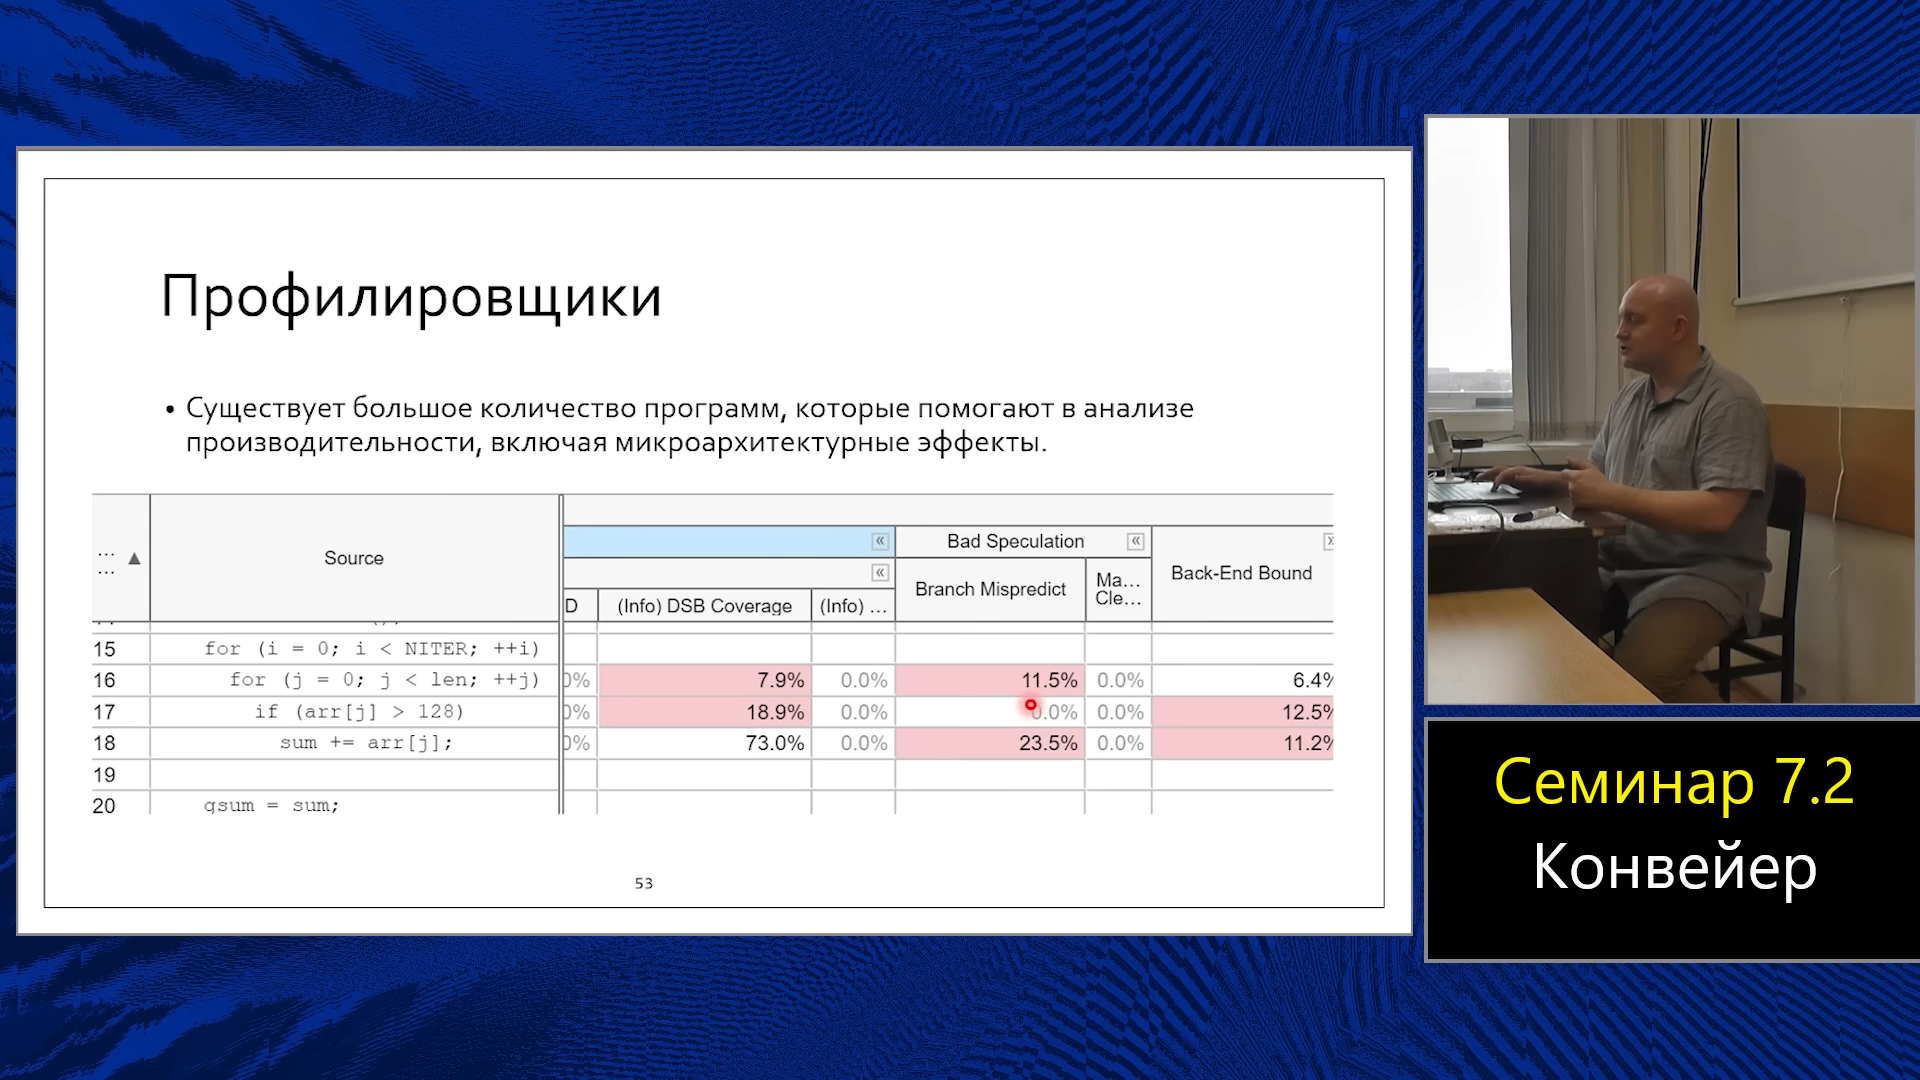 Профилировщики
• Существует большое количество программ, которые помогают в анализе
производительности, включая микроархитектурные эффекты.
... ▲ Source ▲ « Bad Speculation « Back-End Bound
... « Branch Mispredict Ma... Cle...
D (Info) DSB Coverage (Info) ...
15 for (i = 0; i < NITER; ++i)
16 for (j = 0; j < len; ++j) 0% 7.9% 0.0% 11.5% 0.0% 6.4%
17 if (arr[j] > 128) 0% 18.9% 0.0% 0.0% 0.0% 12.5%
18 sum += arr[j]; 0% 73.0% 0.0% 23.5% 0.0% 11.2%
19
20 gsum = sum;
53
Семинар 7.2
Конвейер